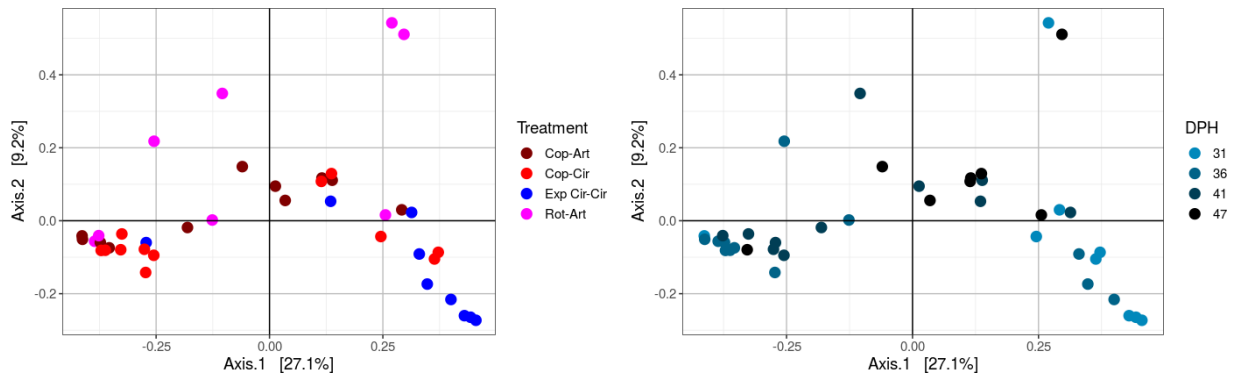 0.4
0.2
0.0
-0.2
Axis.2 [9.2%]
-0.25
0.00
0.25
Axis.1 [27.1%]
Treatment
Cop-Art
Cop-Cir
Exp Cir-Cir
Rot-Art
0.4
0.2
0.0
-0.2
Axis.2 [9.2%]
-0.25
0.00
0.25
Axis.1 [27.1%]
DPH
31
36
41
47